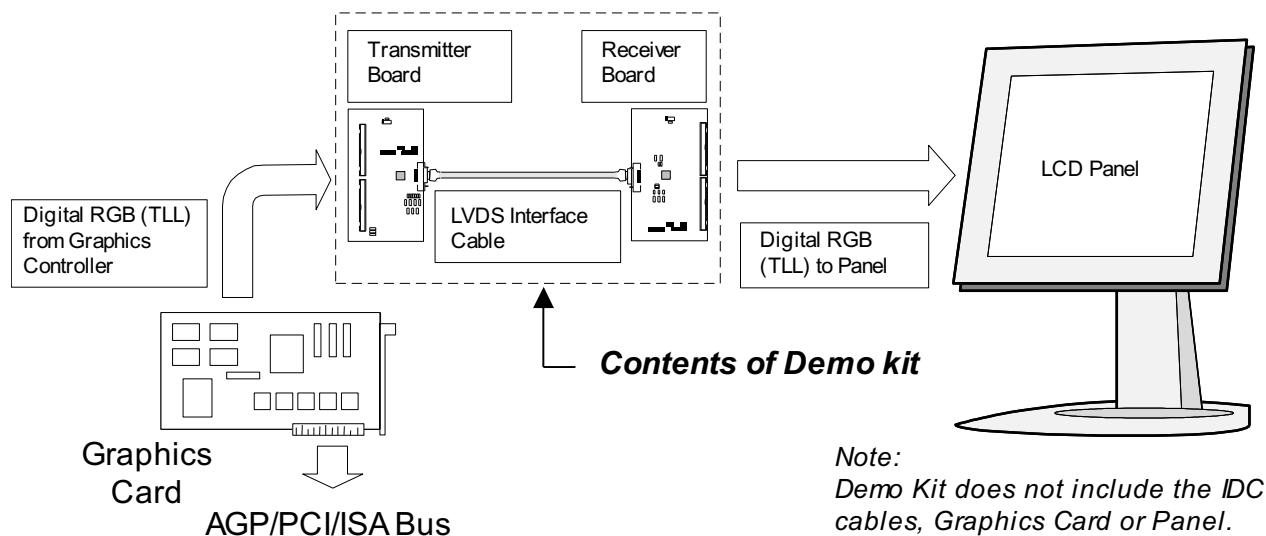 Transmitter
Board
Receiver
Board
LCD Panel
Digital RGB (TLL)
from Graphics
Controller
LVDS Interface
Cable
Digital RGB
(TLL) to Panel
Contents of Demo kit
Graphics
Card
AGP/PCI/ISA Bus
Note:
Demo Kit does not include the IDC
cables, Graphics Card or Panel.